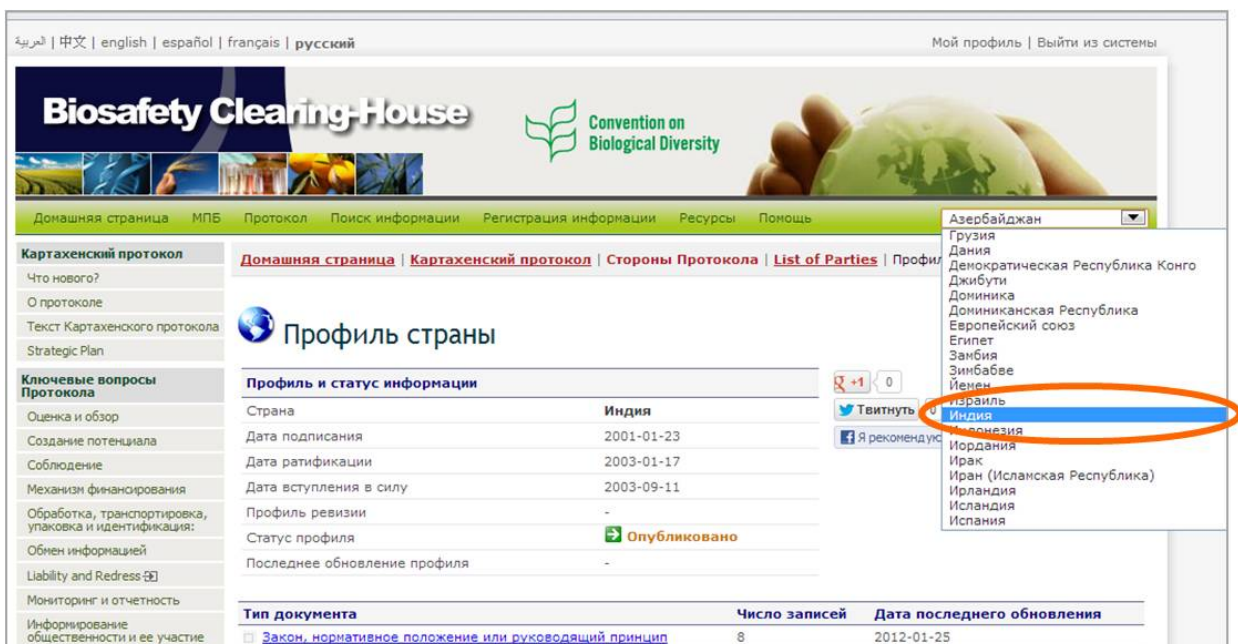 العربية | 中文 | english | español | français | русский
Мой профиль | Выйти из системы
Biosafety Clearing-House
Convention on
Biological Diversity
Домашняя страница МПБ Протокол Поиск информации Регистрация информации Ресурсы Помощь
Азербайджан
Грузия
Дания
Демократическая Республика Конго
Джибути
Доминика
Доминиканская Республика
Европейский союз
Египет
Замбия
Зимбабве
Йемен
Израиль
Индия
Индонезия
Иордания
Ирак
Иран (Исламская Республика)
Ирландия
Исландия
Испания
Картахенский протокол
Что нового?
О протоколе
Текст Картахенского протокола
Strategic Plan
Ключевые вопросы
Протокола
Оценка и обзор
Создание потенциала
Соблюдение
Механизм финансирования
Обработка, транспортировка,
упаковка и идентификация:
Обмен информацией
Liability and Redress
Мониторинг и отчетность
Информирование
общественности и ее участие
Домашняя страница | Картахенский протокол | Стороны Протокола | List of Parties |
Профиль страны
Профиль и статус информации
Страна Индия
Дата подписания 2001-01-23
Дата ратификации 2003-01-17
Дата вступления в силу 2003-09-11
Профиль ревизии -
Статус профиля Опубликовано
Последнее обновление профиля -
+1 0
Твитнуть 0
Я рекомендую
Тип документа Число записей Дата последнего обновления
Закон, нормативное положение или руководящий принцип 8 2012-01-25